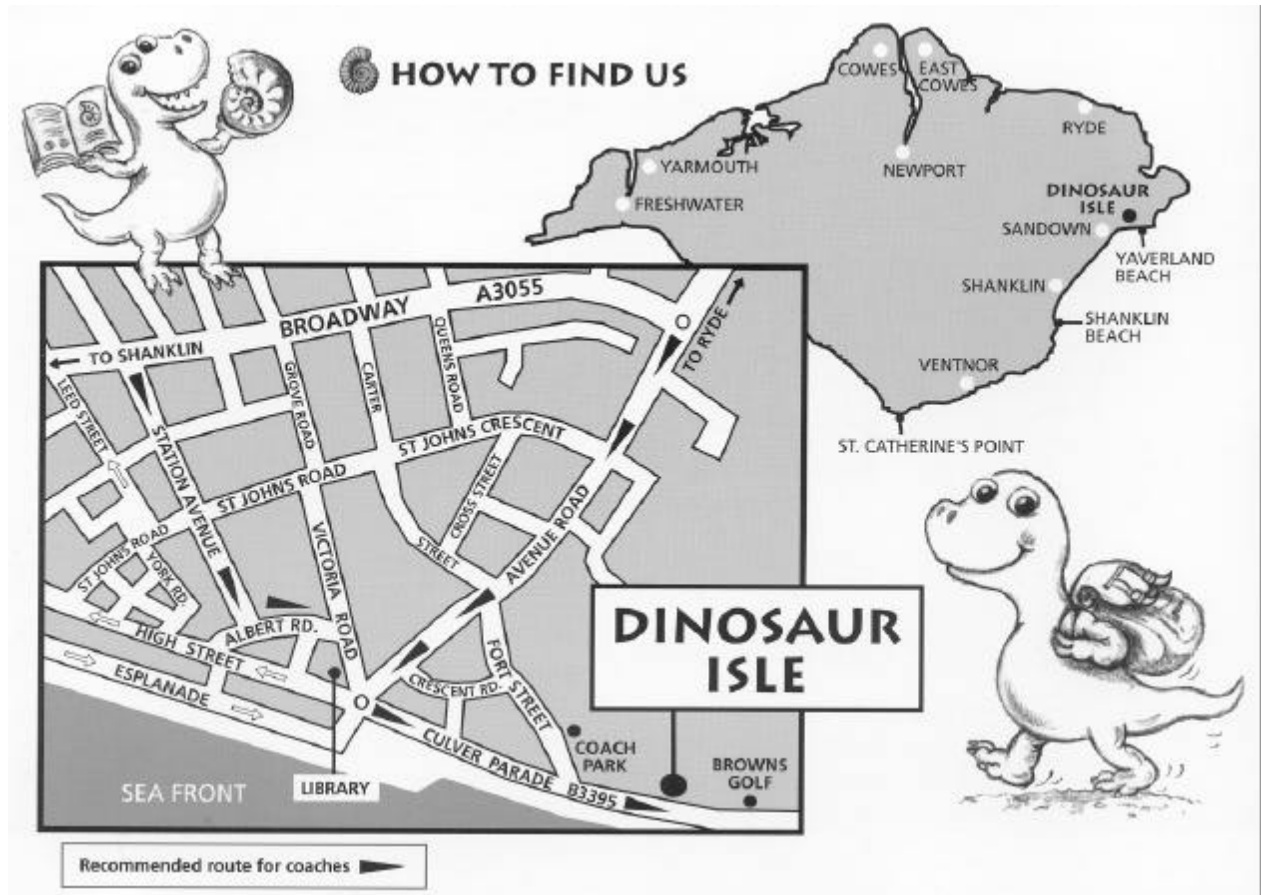 HOW TO FIND US
COWES
EAST
COWES
RYDE
YARMOUTH
NEWPORT
FRESHWATER
DINOSAUR
ISLE
SANDOWN
YAVERLAND
BEACH
SHANKLIN
SHANKLIN
BEACH
VENTNOR
ST. CATHERINE'S POINT
BROADWAY
A3055
TO SHANKLIN
TO RYDE
LEED STREET
STATION AVENUE
GROVE ROAD
CARTER
QUEENS ROAD
ST JOHNS CRESCENT
ST JOHNS ROAD
CROSS STREET
STREET
AVENUE ROAD
VICTORIA
ROAD
ST JOHNS ROAD
YORK RD.
ALBERT RD.
HIGH STREET
ESPLANADE
CRESCENT RD.
FORT STREET
CULVER PARADE B3395
DINOSAUR
ISLE
COACH
PARK
BROWNS
GOLF
LIBRARY
SEA FRONT
Recommended route for coaches